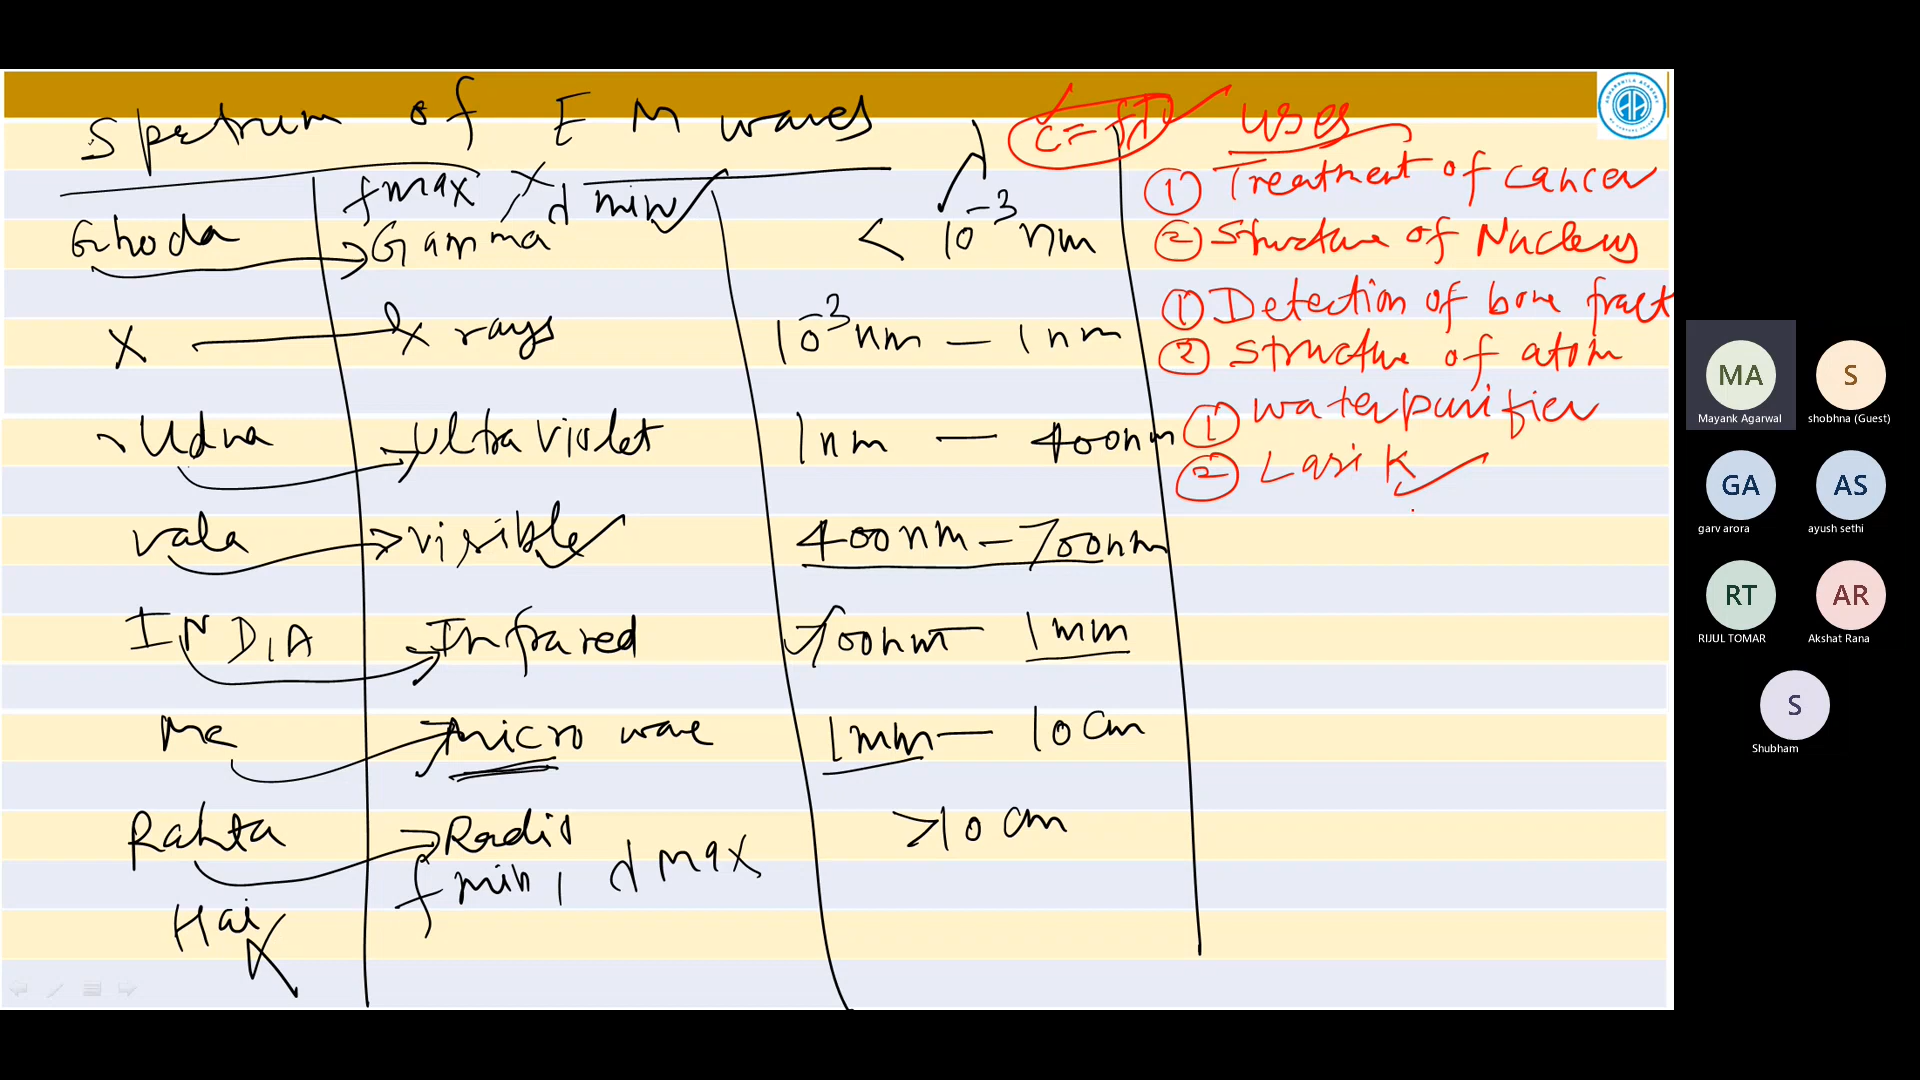 Spectrum of E M waves
c = fλ
uses
fmax λ min
λ
Ghoda Gamma < 10⁻³ nm
① Treatment of cancer
② Structure of Nucleus
X X rays 10⁻³ nm – 1 nm
① Detection of bone fract
② Structure of atom
Udna Ultra Violet 1 nm – 400 nm
① water purifier
② Lasik
vala visible 400 nm – 700 nm
INDIA Infrared 700 nm – 1 mm
Me micro wave 1 mm – 10 cm
Rahta Radio > 10 cm
f min, λ max
Hai
MA
Mayank Agarwal
S
shobhna (Guest)
GA
garv arora
AS
ayush sethi
RT
RIJUL TOMAR
AR
Akshat Rana
S
Shubham